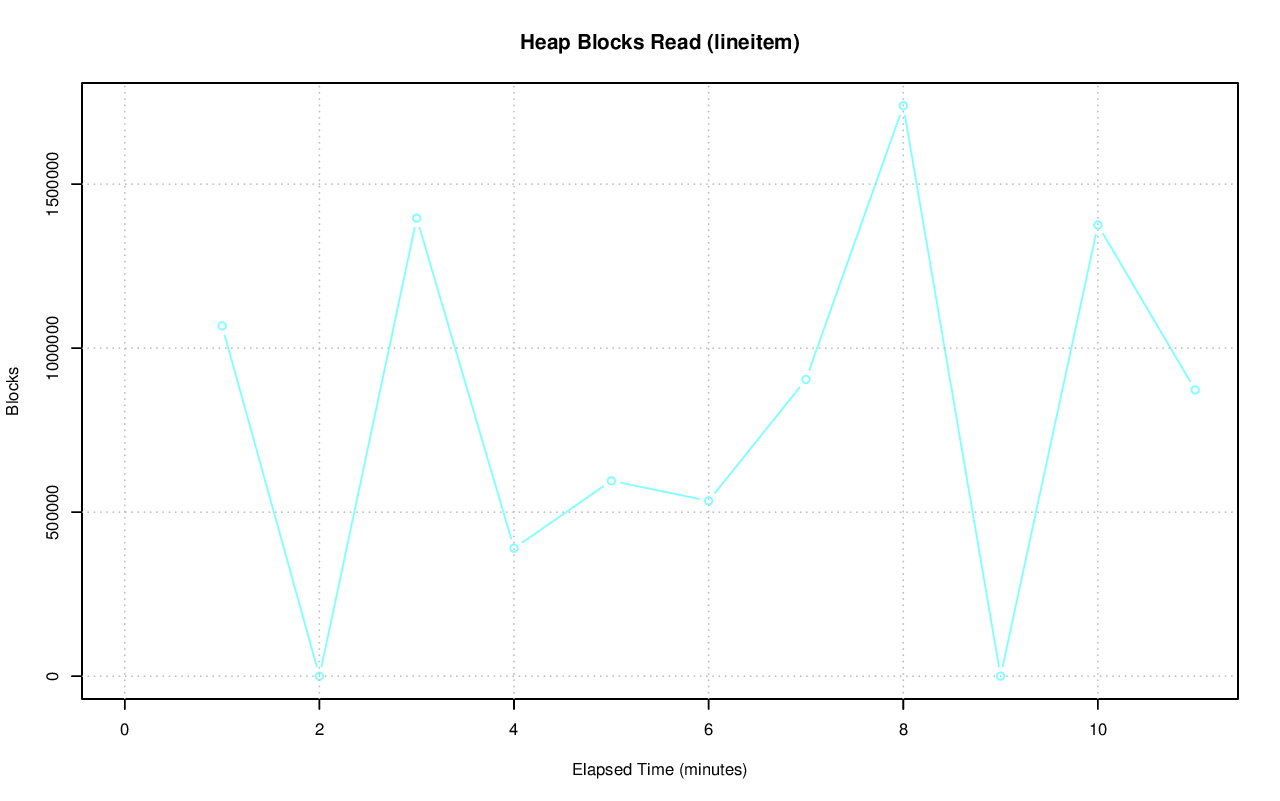 Heap Blocks Read (lineitem)
1500000
1000000
500000
0
Blocks
0 2 4 6 8 10
Elapsed Time (minutes)